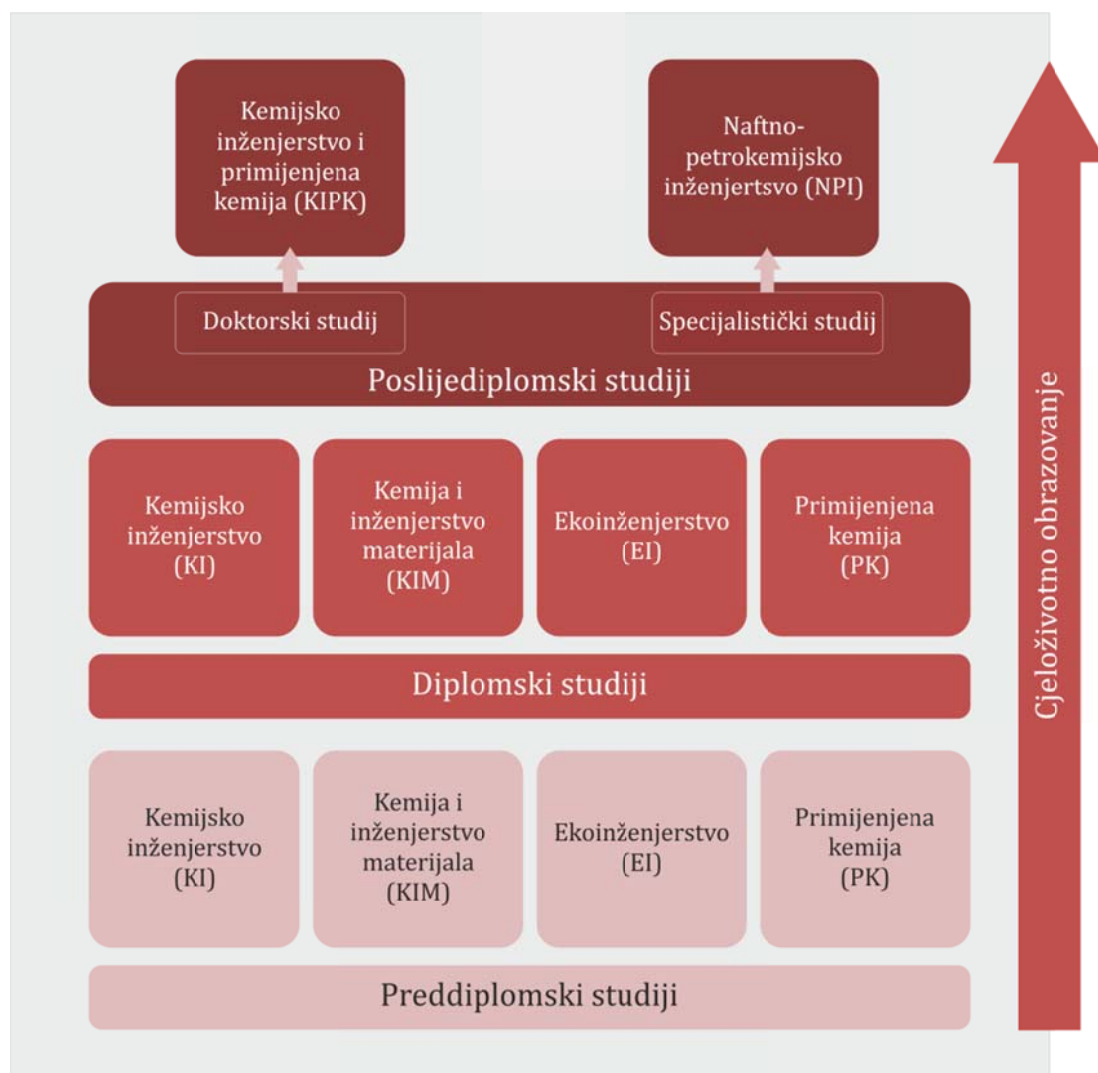 Kemijsko
inženjerstvo i
primijenjena
kemija (KIPK)
Naftno-
petrokemijsko
inženjertsvo (NPI)
Doktorski studij
Specijalistički studij
Poslijediplomski studiji
Kemijsko
inženjerstvo
(KI)
Kemija i
inženjerstvo
materijala
(KIM)
Ekoinženjerstvo
(EI)
Primijenjena
kemija
(PK)
Diplomski studiji
Kemijsko
inženjerstvo
(KI)
Kemija i
inženjerstvo
materijala
(KIM)
Ekoinženjerstvo
(EI)
Primijenjena
kemija
(PK)
Preddiplomski studiji
Cjeloživotno obrazovanje